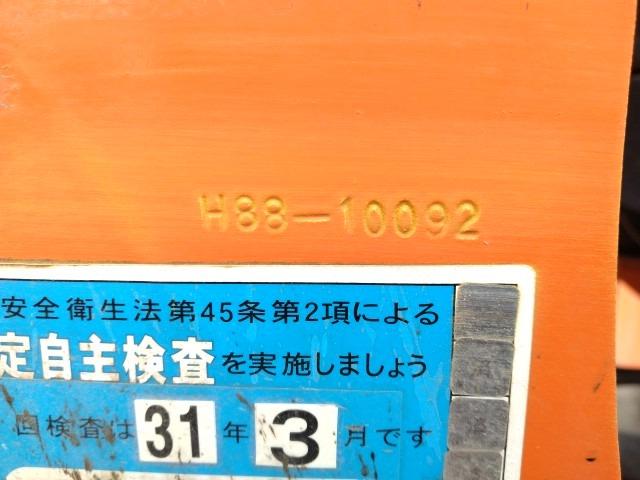 H88-10092
安全衛生法第45条第2項による
定自主検査を実施しましょう
回検査は31年3月です
済